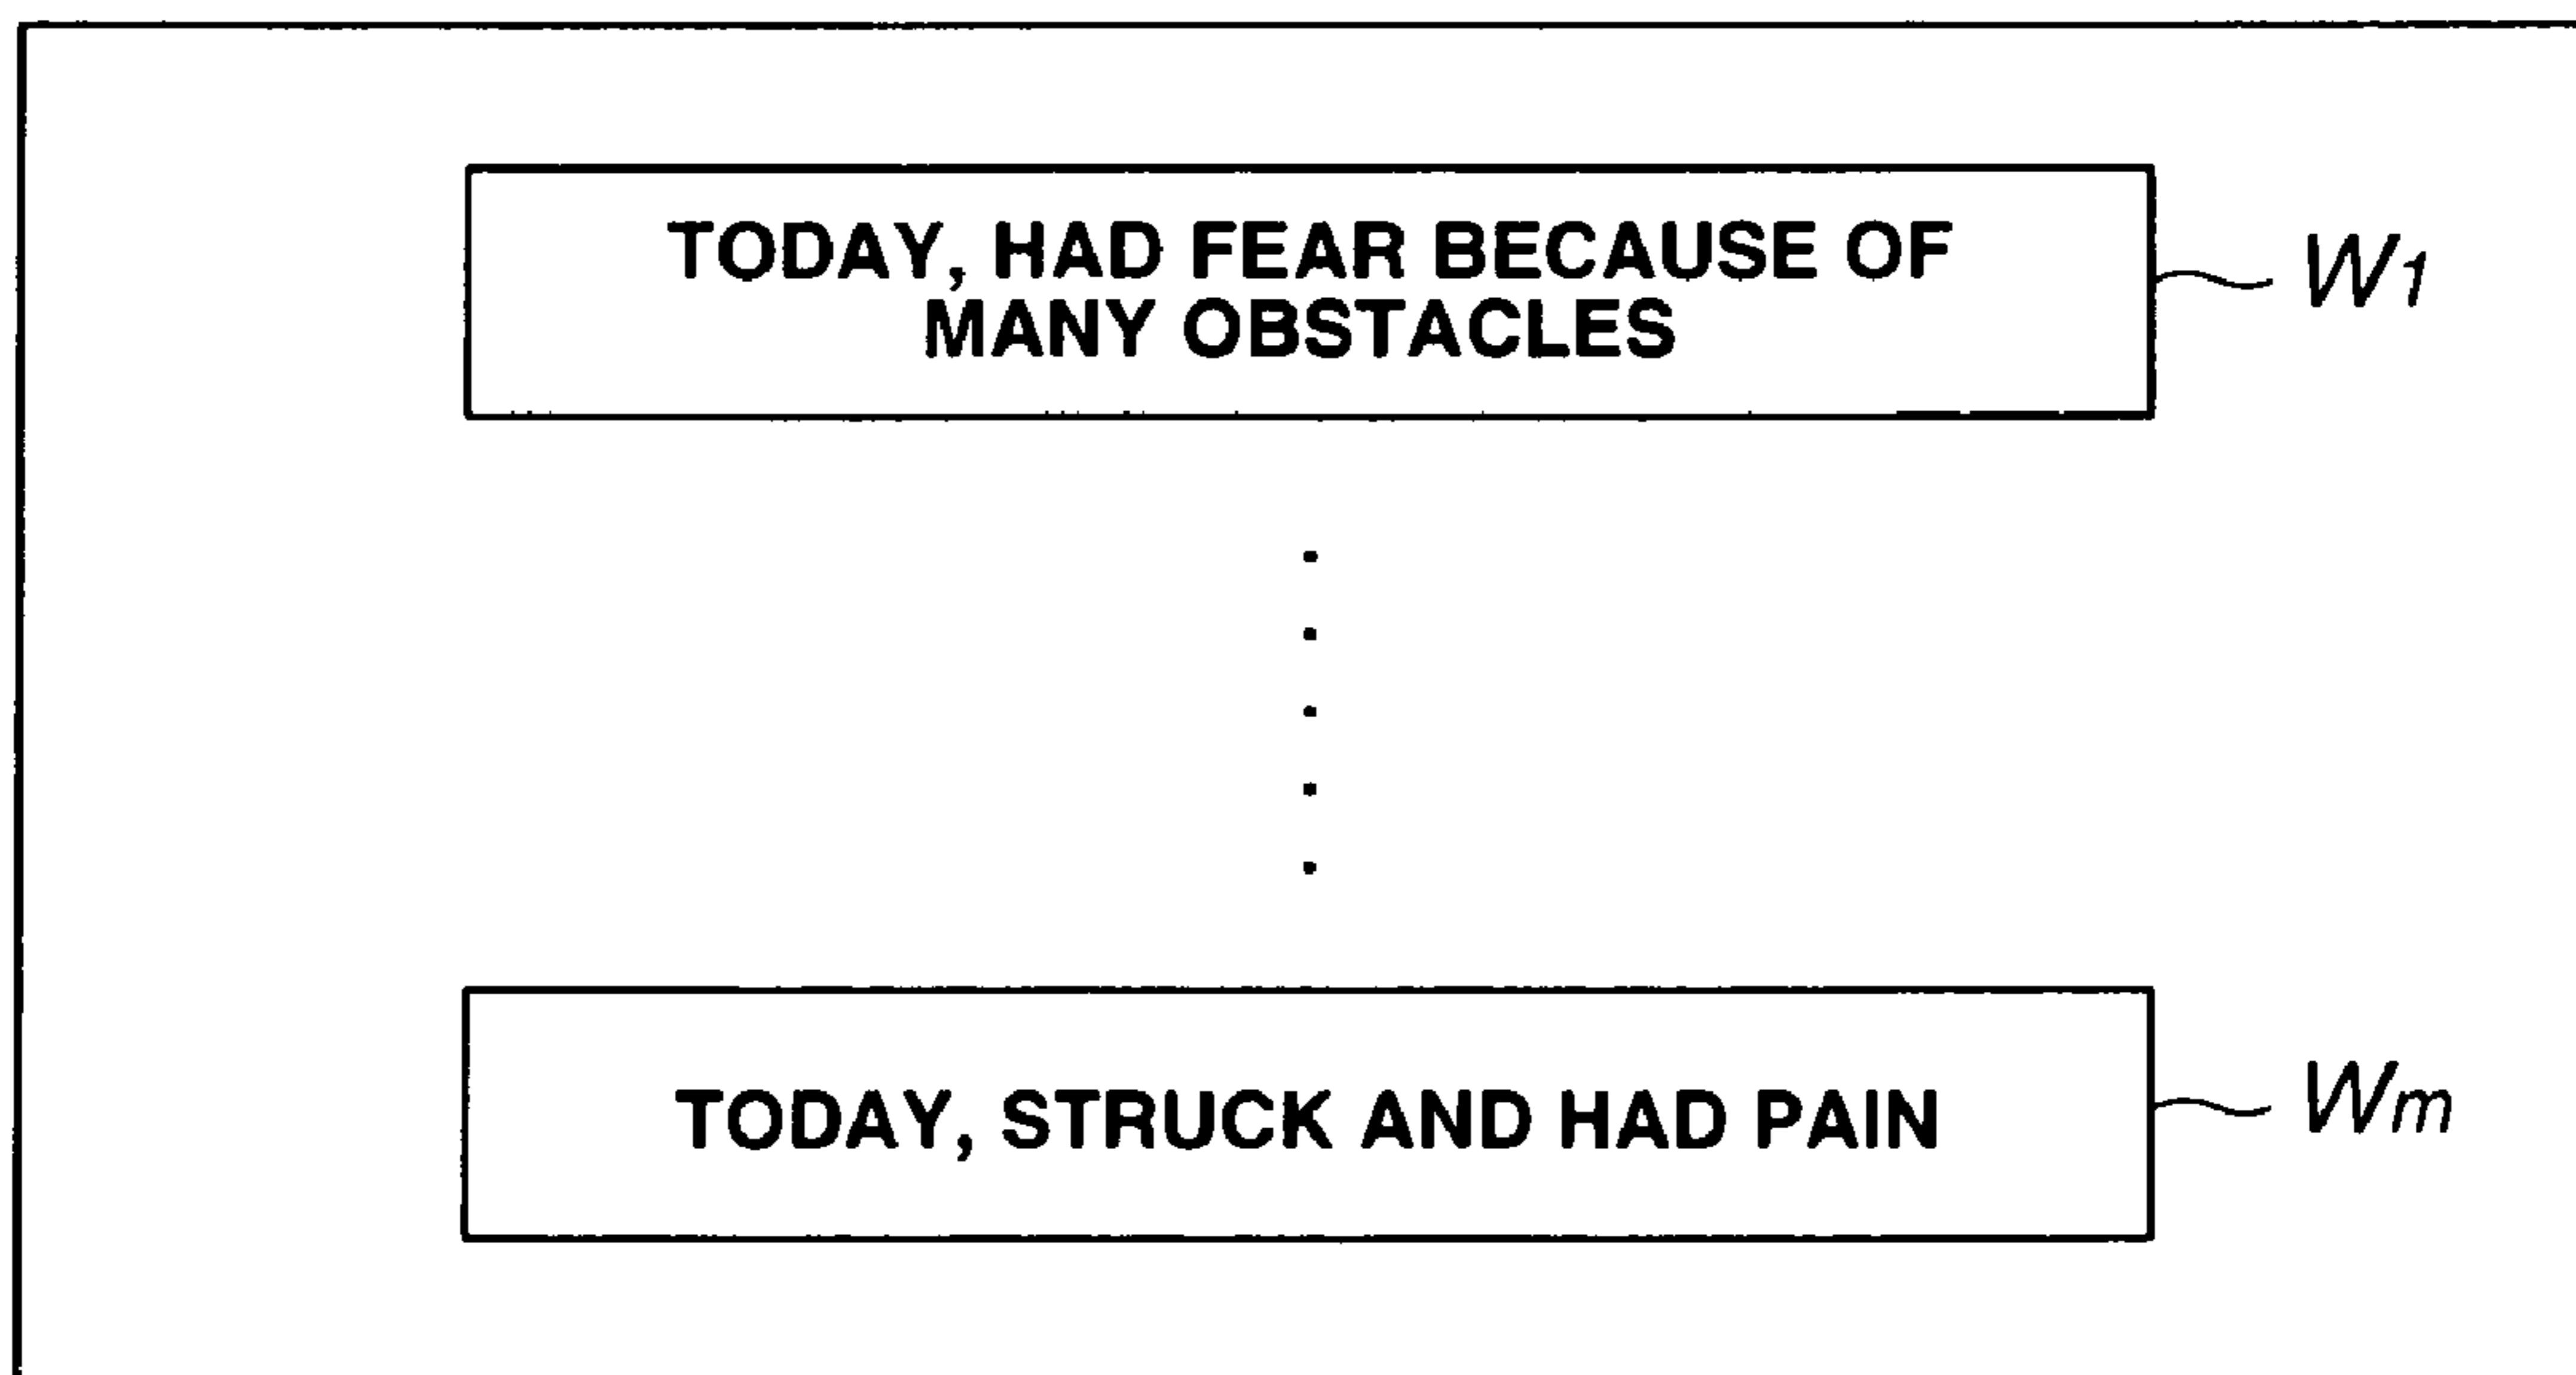 TODAY, HAD FEAR BECAUSE OF
MANY OBSTACLES
W1
TODAY, STRUCK AND HAD PAIN
Wm